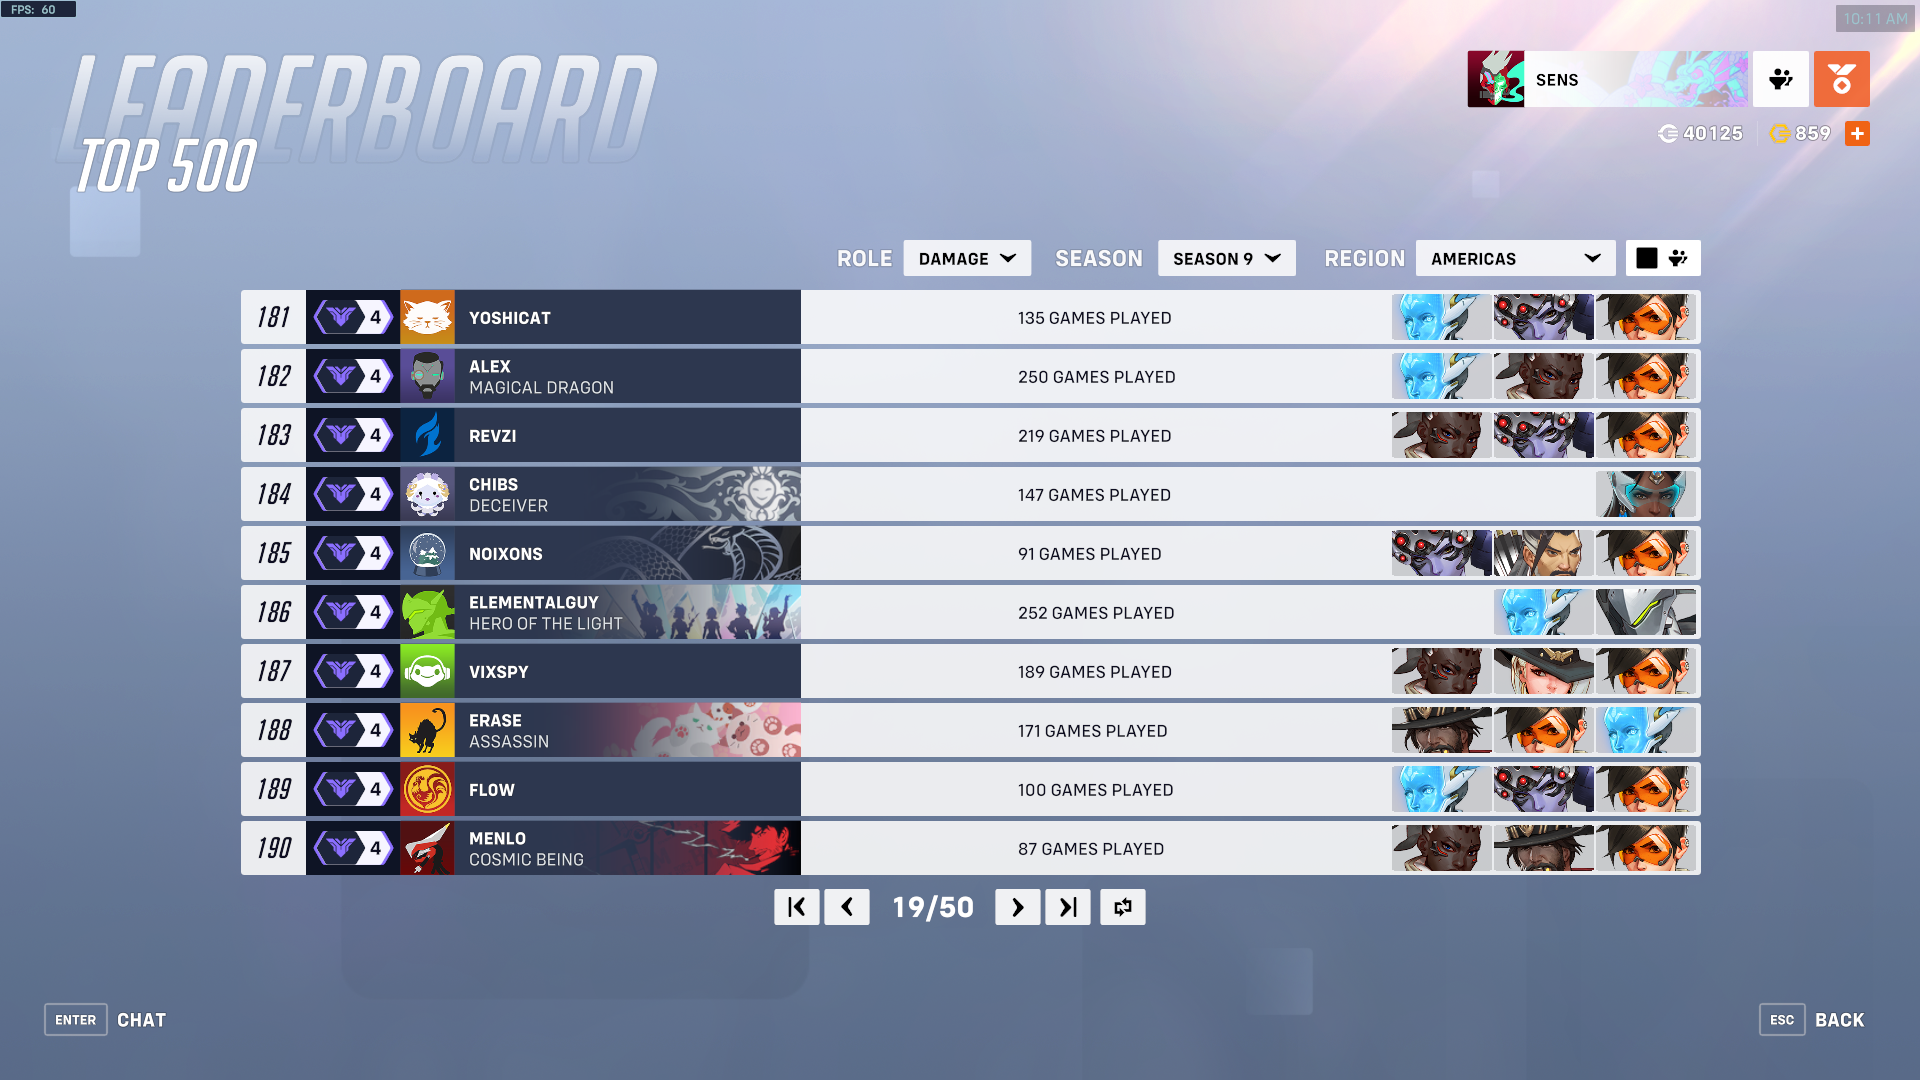 FPS: 60
10:11 AM
LEADERBOARD
TOP 500
SENS
40125 859
ROLE DAMAGE SEASON SEASON 9 REGION AMERICAS
181 4 YOSHICAT 135 GAMES PLAYED
182 4 ALEX 250 GAMES PLAYED
MAGICAL DRAGON
183 4 REVZI 219 GAMES PLAYED
184 4 CHIBS 147 GAMES PLAYED
DECEIVER
185 4 NOIXONS 91 GAMES PLAYED
186 4 ELEMENTALGUY 252 GAMES PLAYED
HERO OF THE LIGHT
187 4 VIXSPY 189 GAMES PLAYED
188 4 ERASE 171 GAMES PLAYED
ASSASSIN
189 4 FLOW 100 GAMES PLAYED
190 4 MENLO 87 GAMES PLAYED
COSMIC BEING
19/50
ENTER CHAT
ESC BACK